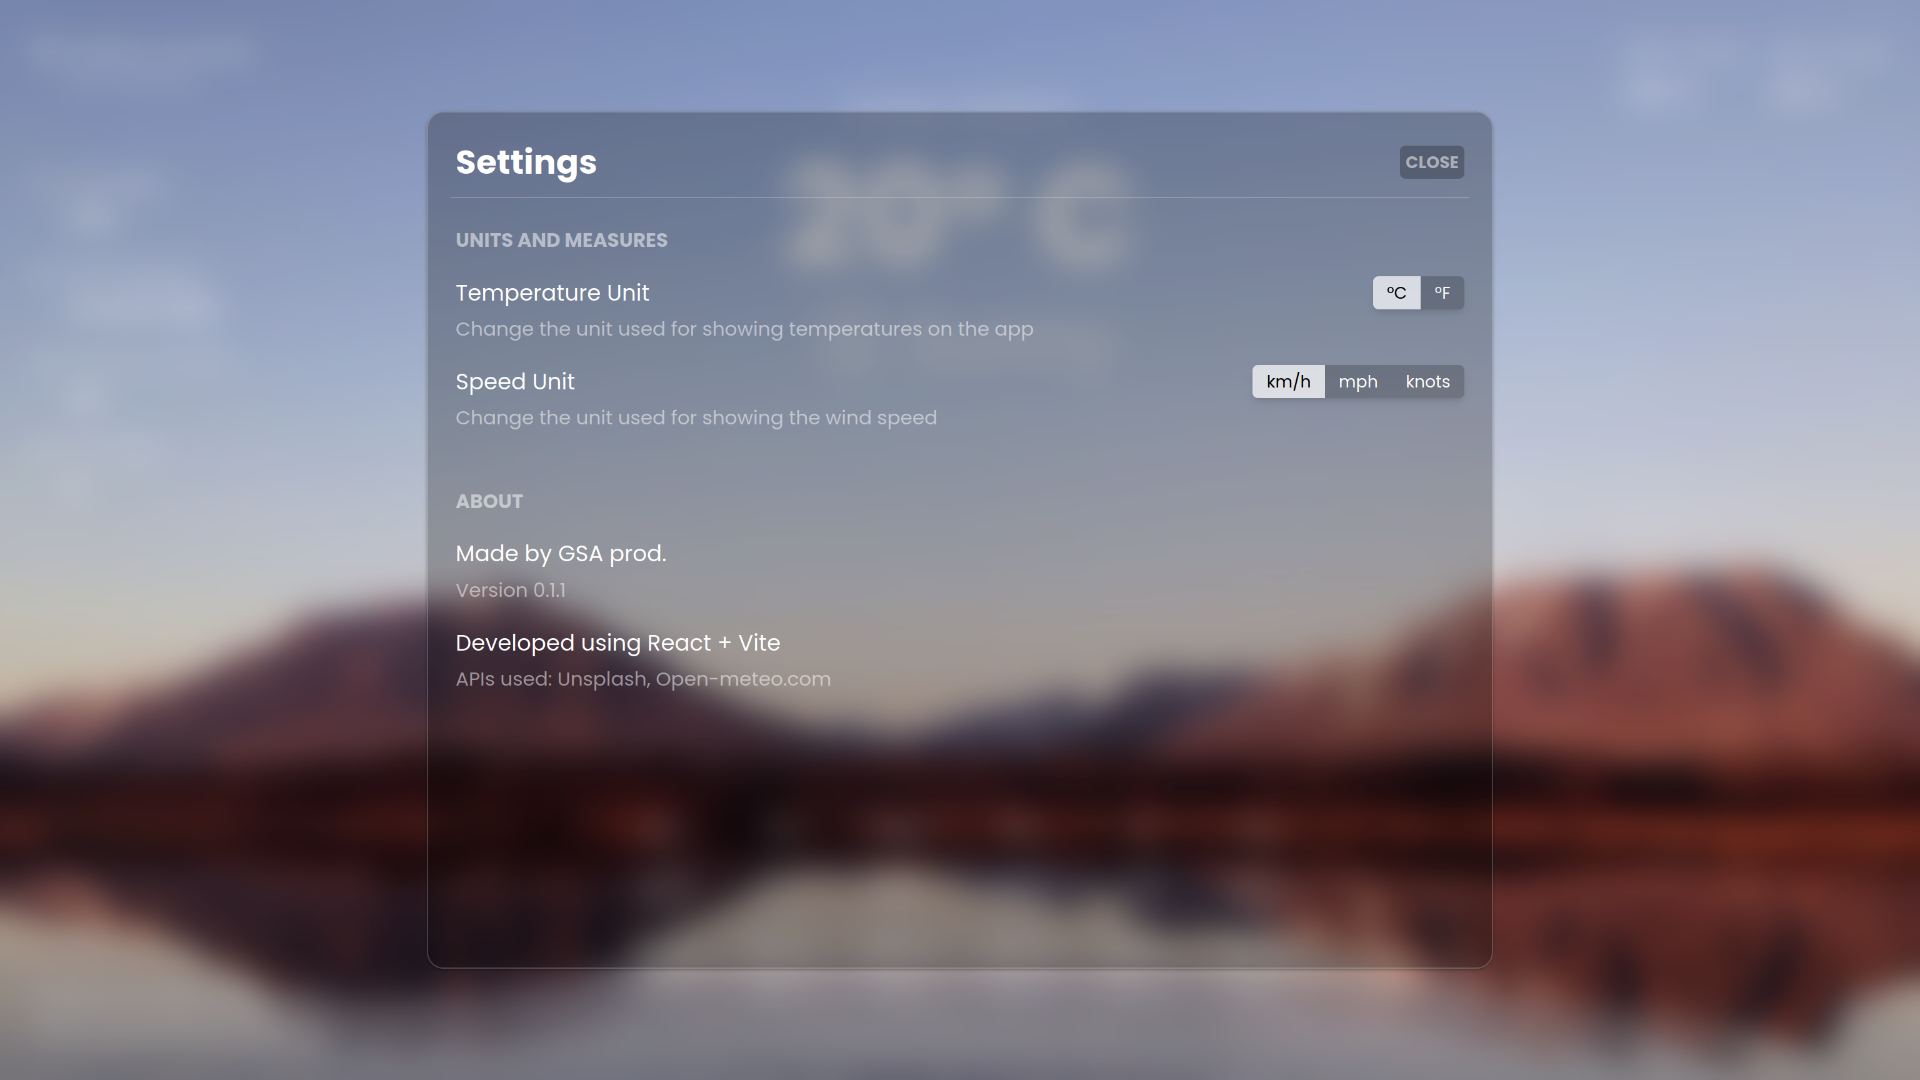 Settings
CLOSE
UNITS AND MEASURES
Temperature Unit
ºC ºF
Change the unit used for showing temperatures on the app
Speed Unit
km/h mph knots
Change the unit used for showing the wind speed
ABOUT
Made by GSA prod.
Version 0.1.1
Developed using React + Vite
APIs used: Unsplash, Open-meteo.com
20° C